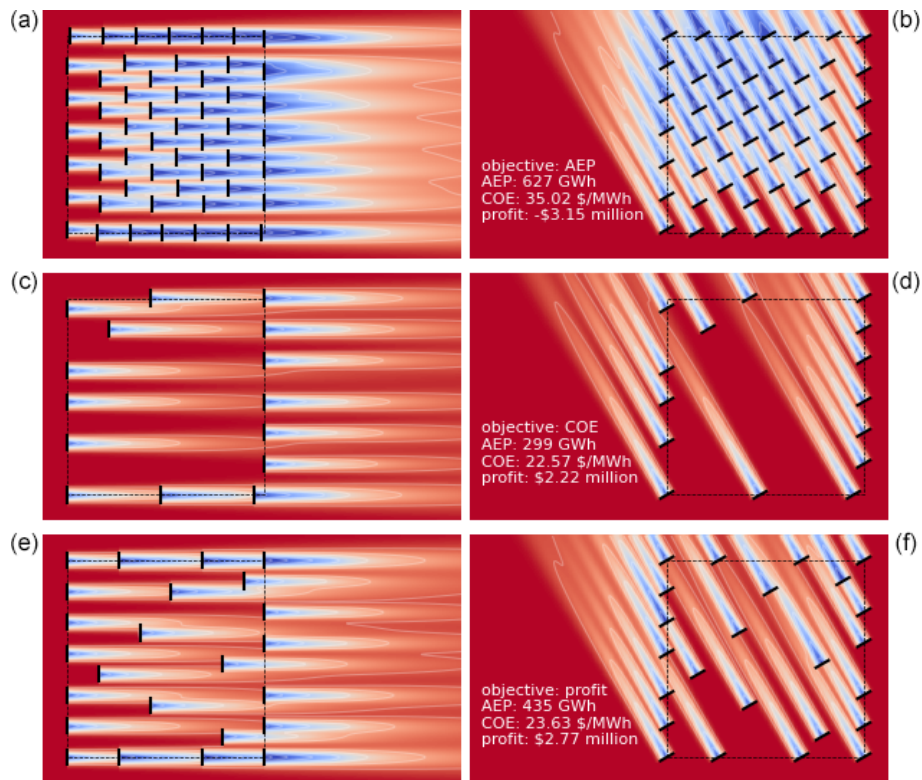 (a)
(b)
objective: AEP
AEP: 627 GWh
COE: 35.02 $/MWh
profit: -$3.15 million
(c)
(d)
objective: COE
AEP: 299 GWh
COE: 22.57 $/MWh
profit: $2.22 million
(e)
(f)
objective: profit
AEP: 435 GWh
COE: 23.63 $/MWh
profit: $2.77 million